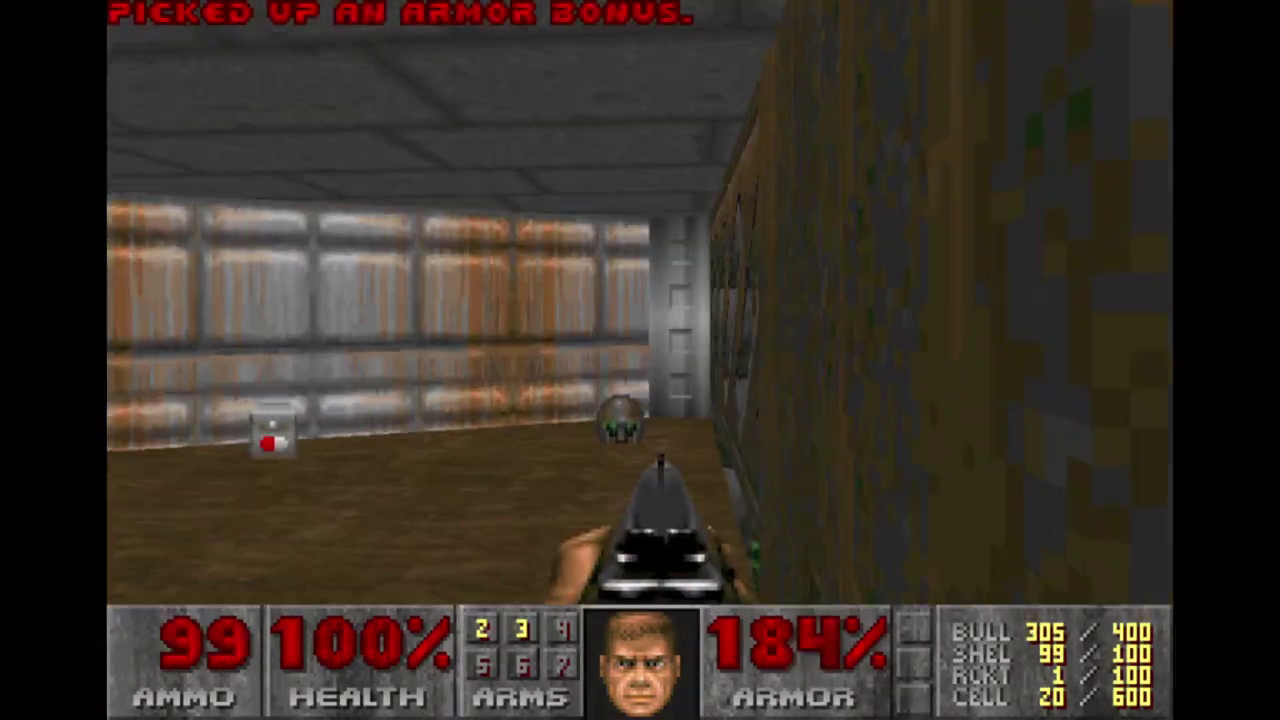 PICKED UP AN ARMOR BONUS.
99 100% 2 3 4 184% BULL 305 / 400
SHEL 99 / 100
5 6 7 RCKT 1 / 100
AMMO HEALTH ARMS ARMOR CELL 20 / 600